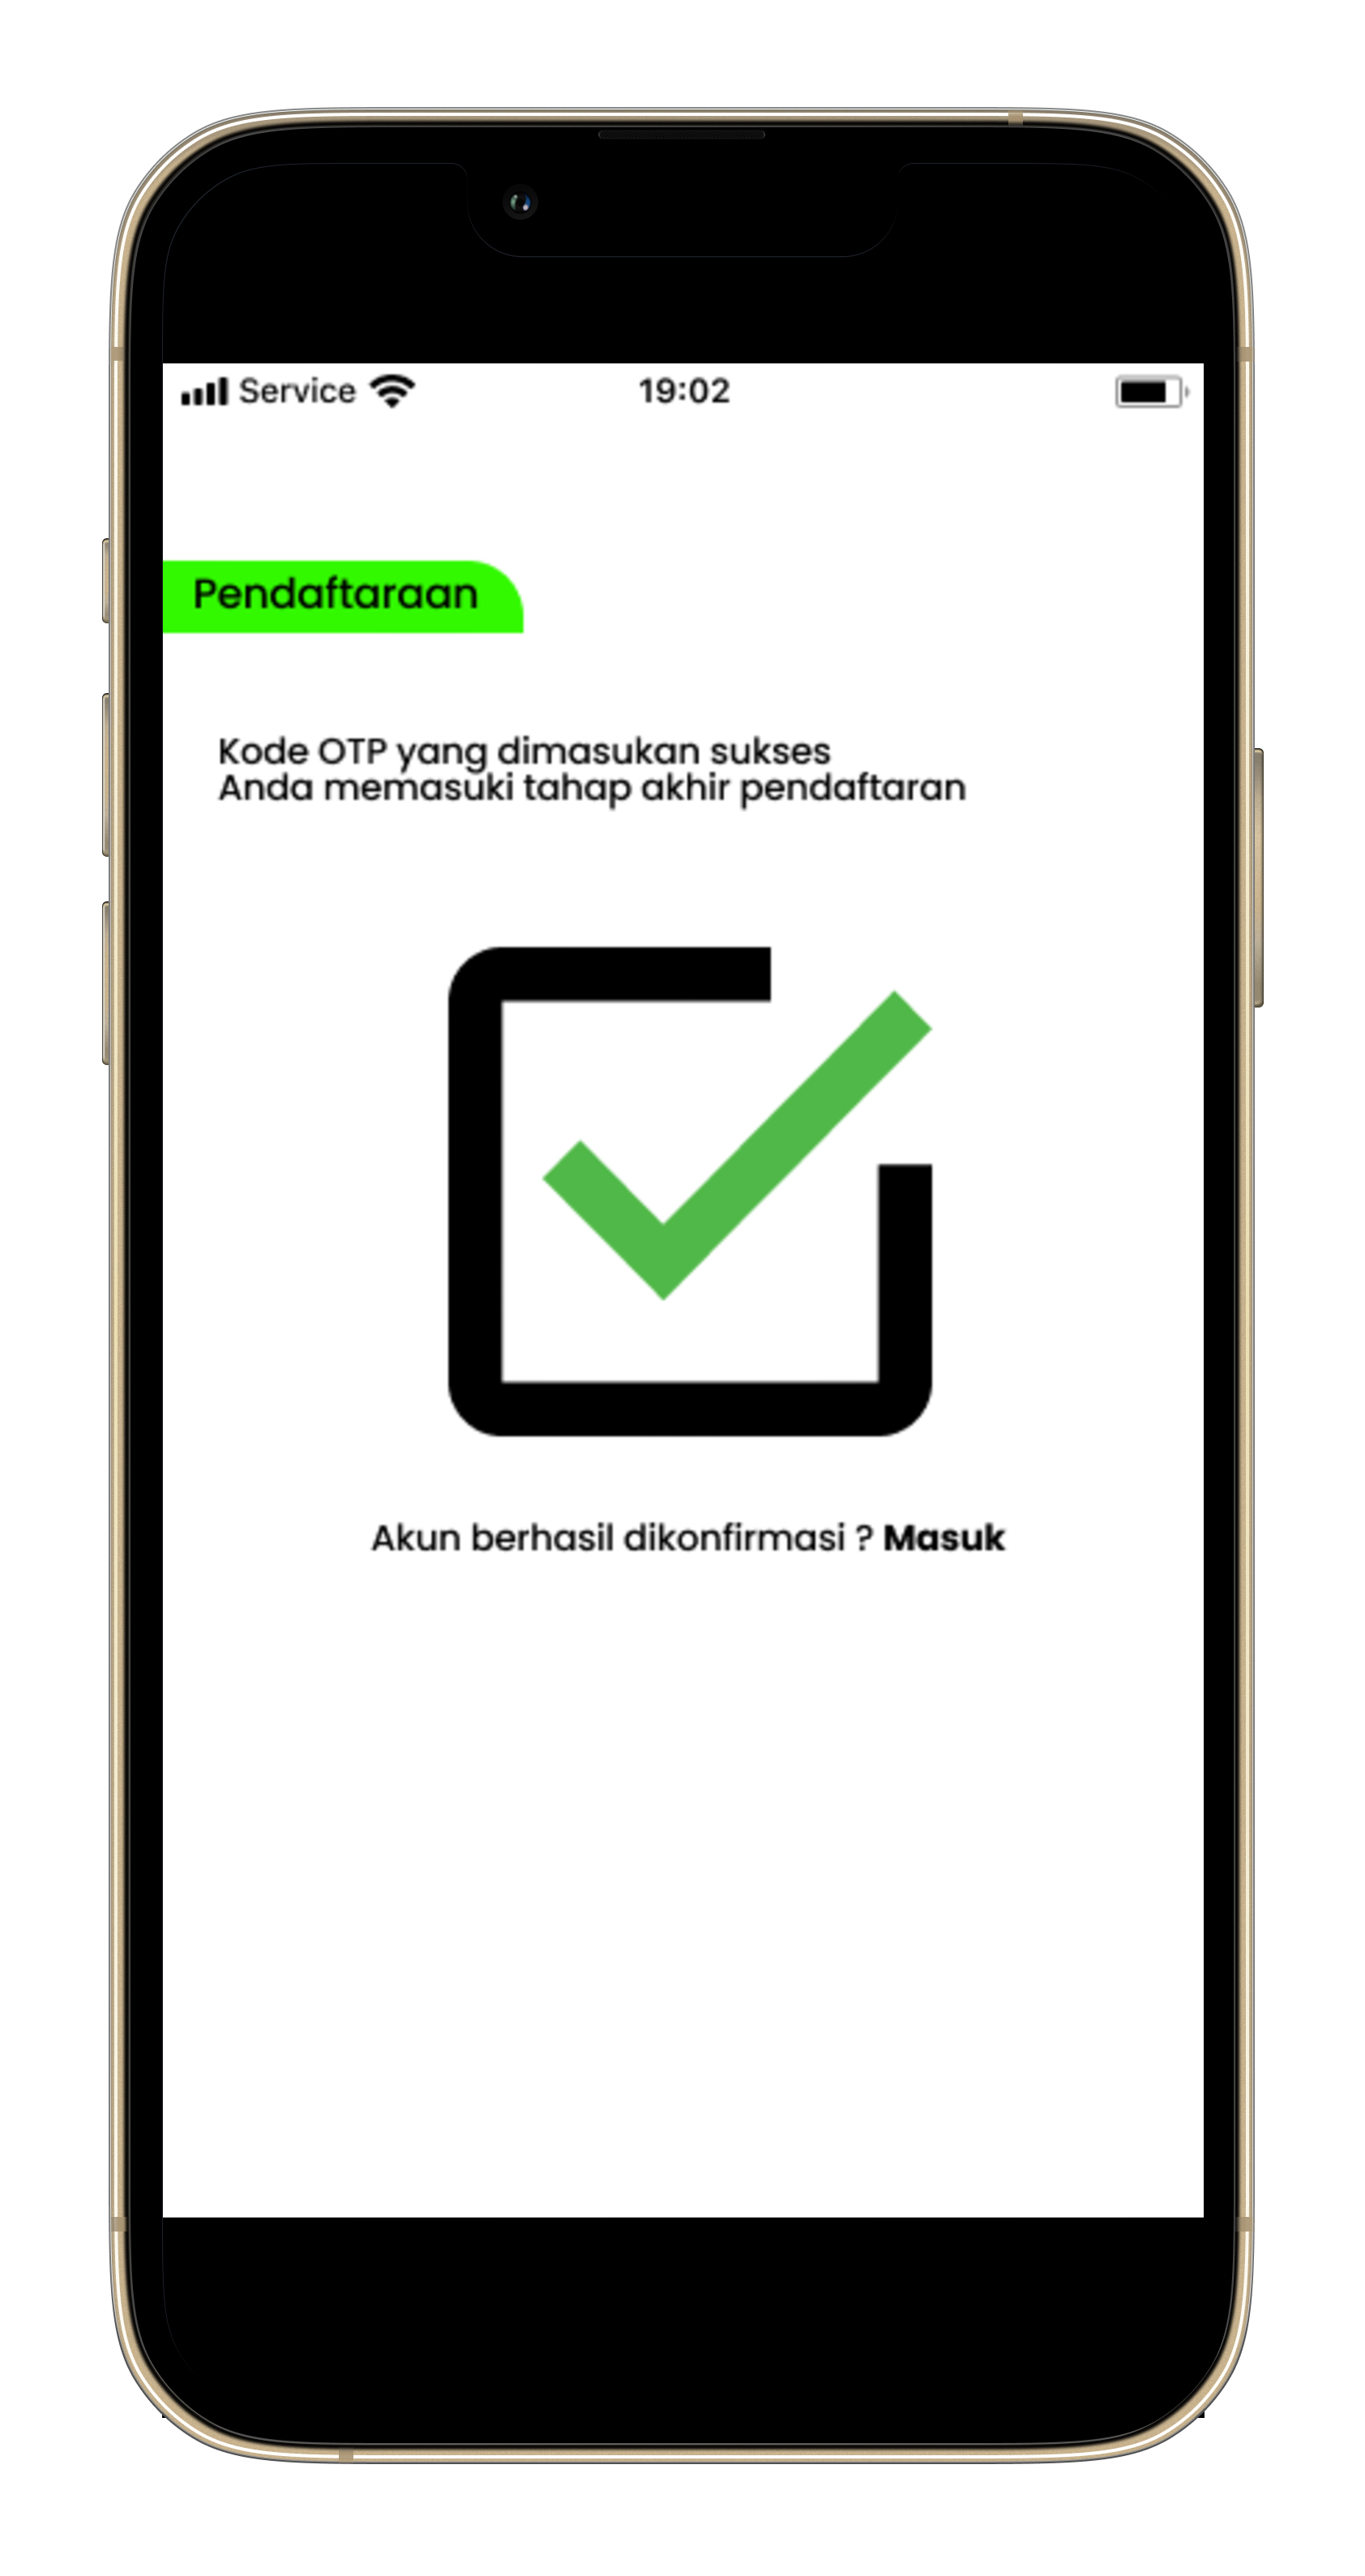 Service 19:02
Pendaftaraan
Kode OTP yang dimasukan sukses
Anda memasuki tahap akhir pendaftaran
Akun berhasil dikonfirmasi ? Masuk